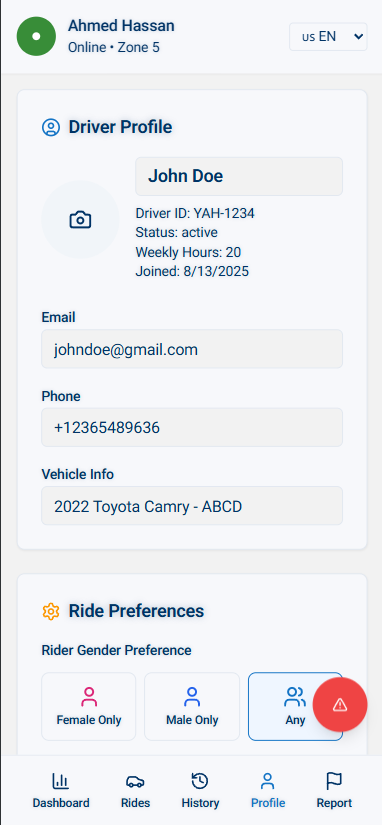 Ahmed Hassan
Online • Zone 5
us EN
Driver Profile
John Doe
Driver ID: YAH-1234
Status: active
Weekly Hours: 20
Joined: 8/13/2025
Email
johndoe@gmail.com
Phone
+12365489636
Vehicle Info
2022 Toyota Camry - ABCD
Ride Preferences
Rider Gender Preference
Female Only
Male Only
Any
Dashboard
Rides
History
Profile
Report